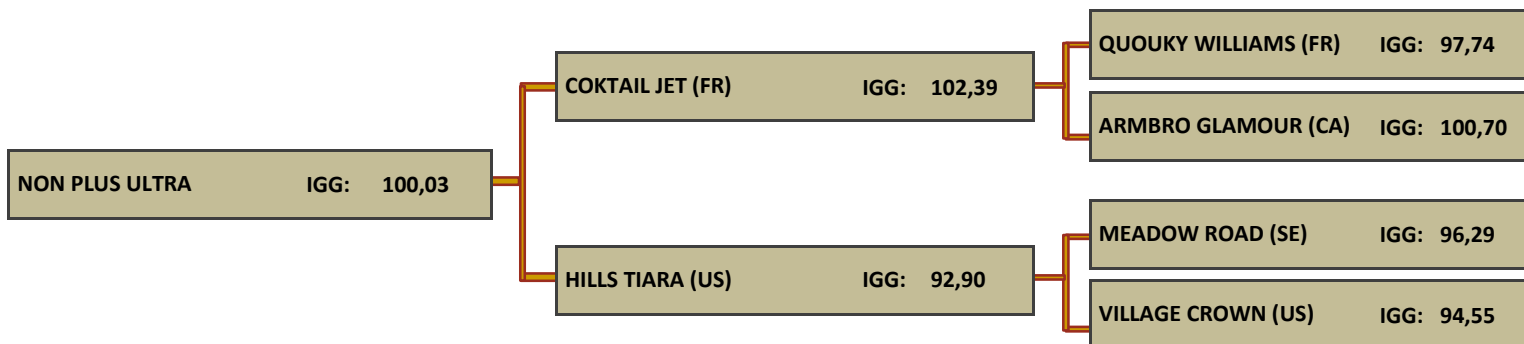 QUOUKY WILLIAMS (FR) IGG: 97,74
COKTAIL JET (FR) IGG: 102,39
ARMBRO GLAMOUR (CA) IGG: 100,70
NON PLUS ULTRA IGG: 100,03
MEADOW ROAD (SE) IGG: 96,29
HILLS TIARA (US) IGG: 92,90
VILLAGE CROWN (US) IGG: 94,55